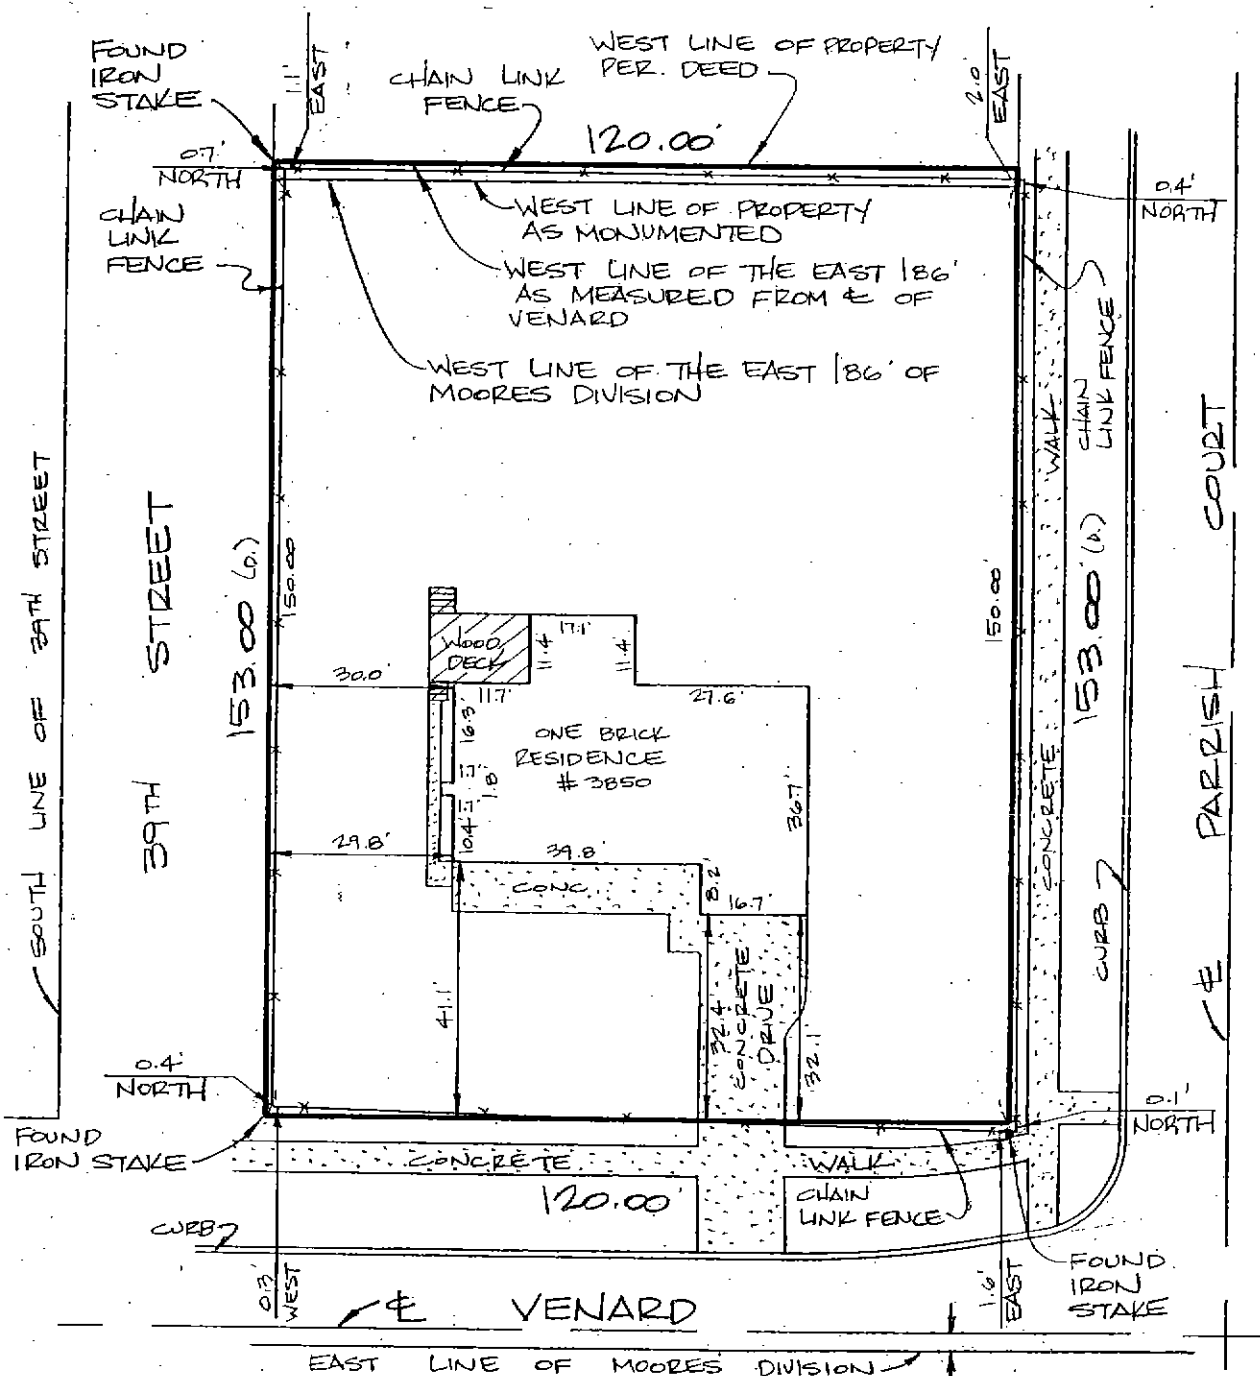 FOUND
IRON
STAKE
1.1'
EAST
CHAIN LINK
FENCE
WEST LINE OF PROPERTY
PER. DEED
2.0'
EAST
120.00'
0.7'
NORTH
0.4'
NORTH
CHAIN
LINK
FENCE
WEST LINE OF PROPERTY
AS MONUMENTED
WEST LINE OF THE EAST 186'
AS MEASURED FROM ℄ OF
VENARD
WEST LINE OF THE EAST 186' OF
MOORES DIVISION
SOUTH LINE OF 39TH STREET
39TH STREET
153.00' (D.)
150.00
WOOD
DECK
17.1'
11.4'
11.4'
30.0'
11.7'
27.6'
16.3'
1.7'
1.8'
10.4'
ONE BRICK
RESIDENCE
# 3850
36.7'
29.8'
39.8'
CONC
8.2'
16.7'
41.1'
32.4'
CONCRETE
DRIVE
32.1'
150.00'
CONCRETE WALK
CHAIN
LINK FENCE
153.00' (D.)
CURB
℄ PARRISH COURT
0.4'
NORTH
0.1'
NORTH
FOUND
IRON STAKE
CONCRETE WALK
120.00'
CHAIN
LINK FENCE
CURB
0.3'
WEST
1.6'
EAST
FOUND
IRON
STAKE
℄ VENARD
EAST LINE OF MOORES DIVISION